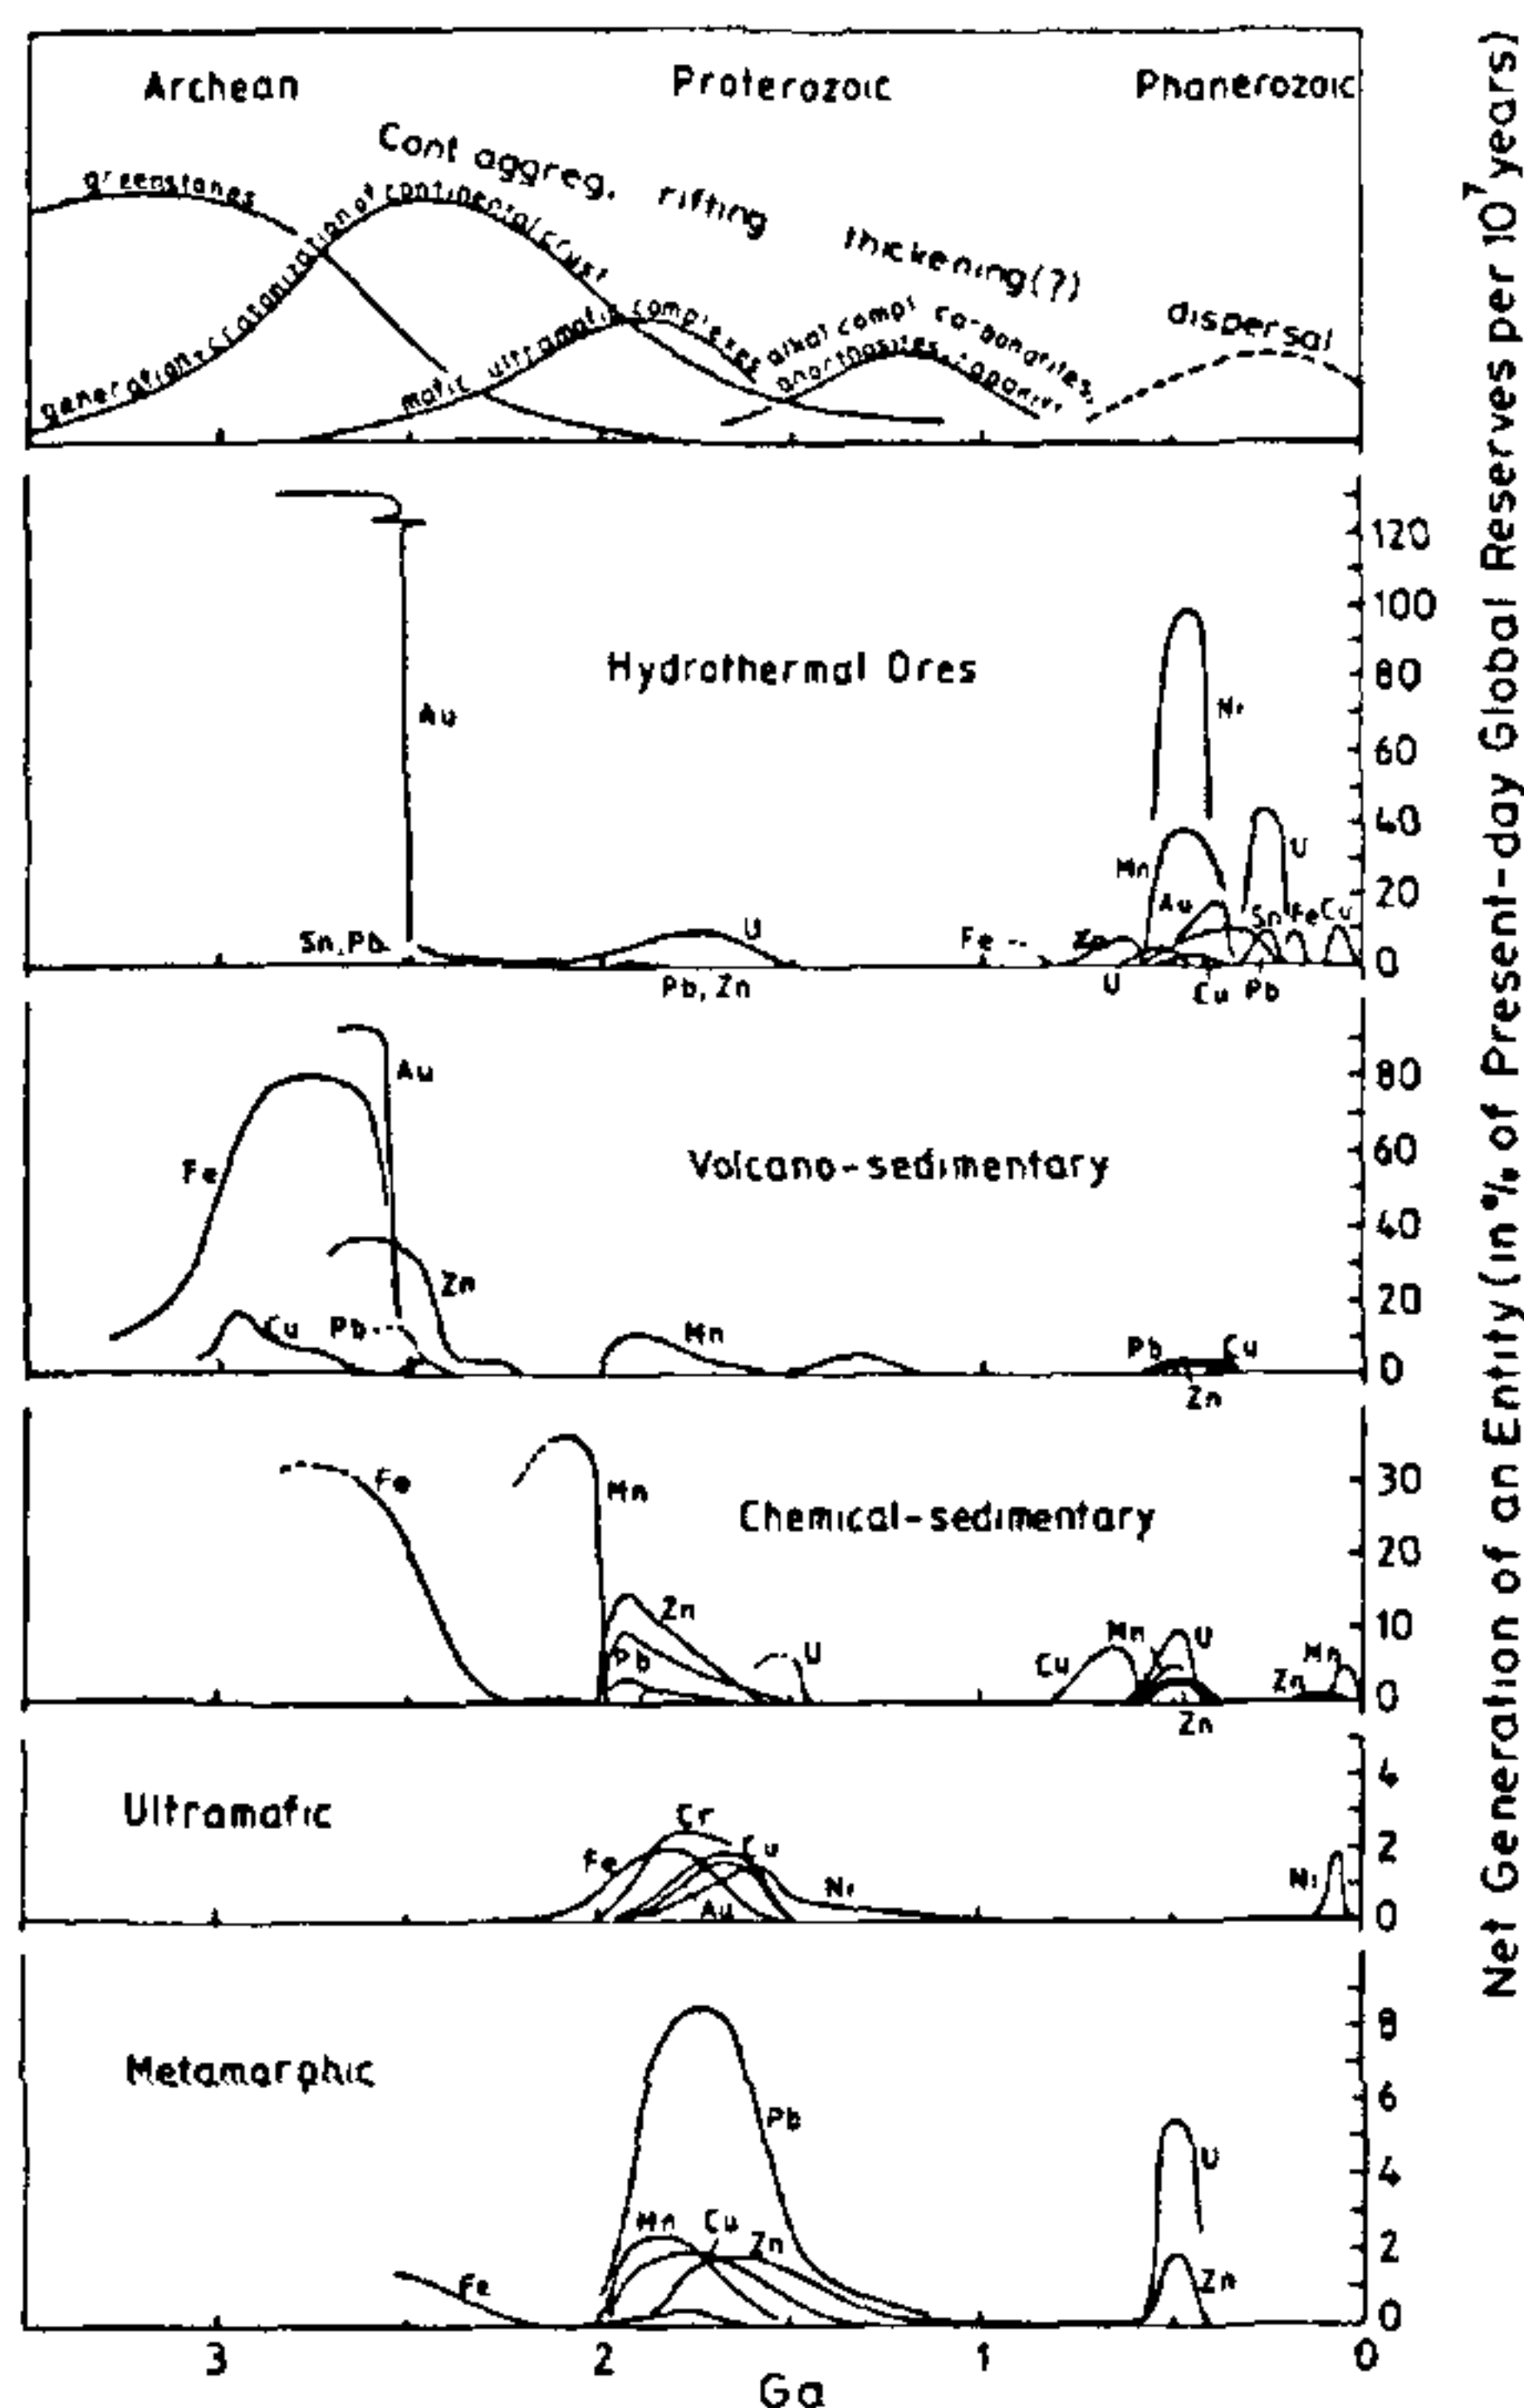 Archean Proterozoic Phanerozoic
Cont aggreg. rifting thickening(?) dispersal
greenstones
generation+cratonization of continental crust
mafic ultramafic complexes
alkal compl carbonatites,
anorthosites,
120
100
80
60
40
20
0
Hydrothermal Ores
Au
Ni
U
Mn
Au
Sn Fe Cu
Sn, Pb
U
Fe
Zn
Pb, Zn
U
Cu Pb
80
60
40
20
0
Volcano-sedimentary
Au
Fe
Zn
Cu
Pb
Mn
Pb
Cu
Zn
30
20
10
0
Chemical-sedimentary
Fe
Mn
Zn
Pb
U
Cu
Mn
U
Zn
Mn
Zn
4
2
0
Ultramafic
Cr
Cu
Fe
Ni
Au
Ni
8
6
4
2
0
Metamorphic
Pb
U
Mn
Cu
Zn
Fe
Zn
3 2 1 0
Ga
Net Generation of an Entity (in % of Present-day Global Reserves per 10⁷ years)